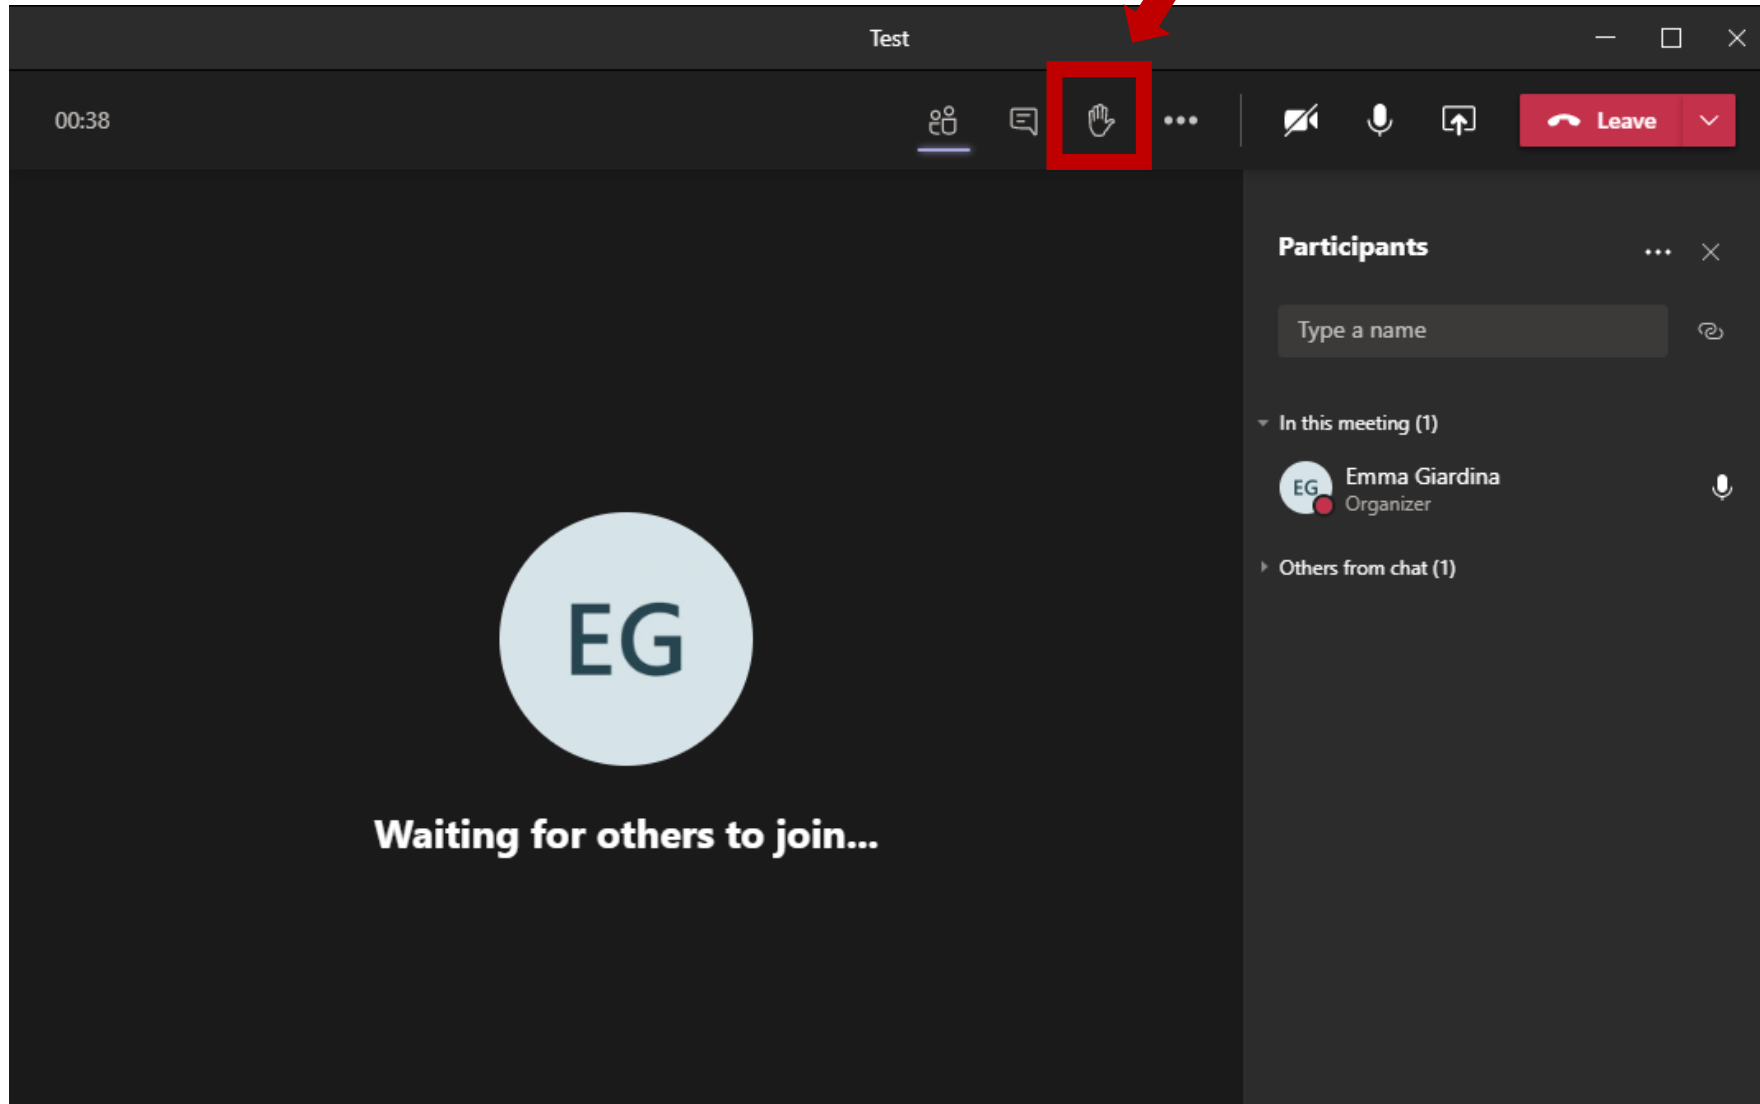 Test
00:38
Leave
Participants
Type a name
In this meeting (1)
EG
Emma Giardina
Organizer
Others from chat (1)
EG
Waiting for others to join...